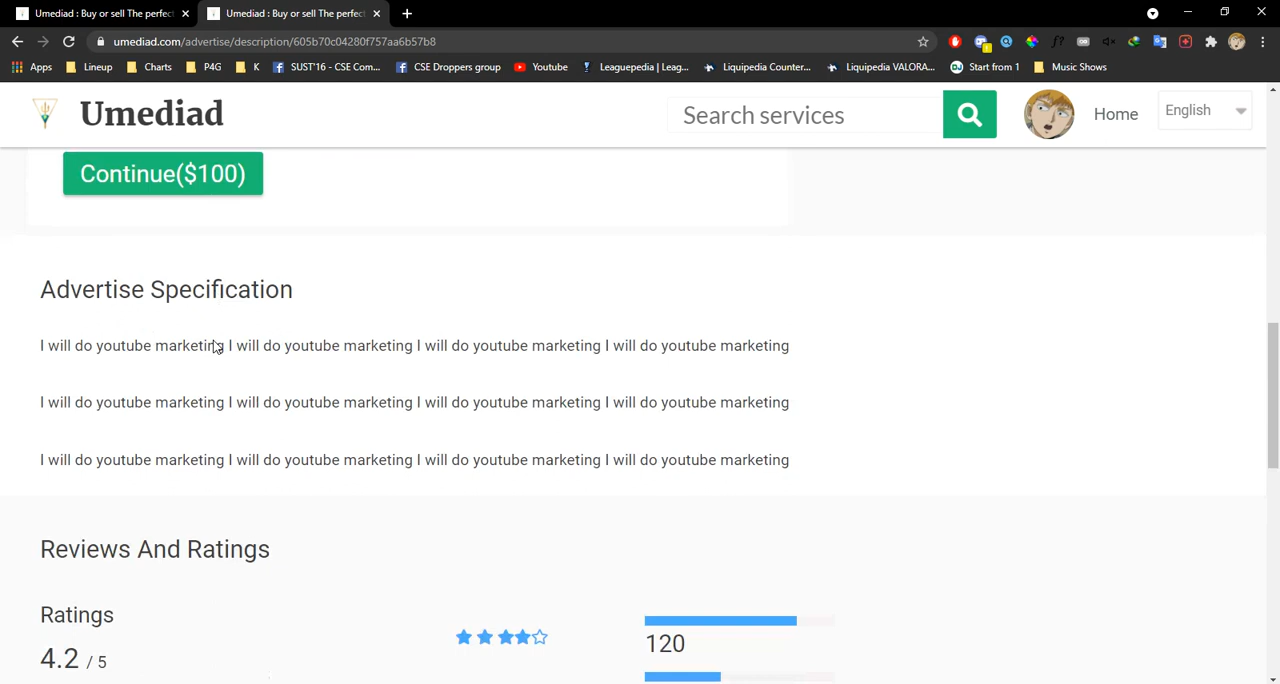 Umediad : Buy or sell The perfect
Umediad : Buy or sell The perfect
umediad.com/advertise/description/605b70c04280f757aa6b57b8
Apps Lineup Charts P4G K SUST'16 - CSE Com... CSE Droppers group Youtube Leaguepedia | Leag... Liquipedia Counter... Liquipedia VALORA... Start from 1 Music Shows
Umediad
Search services
Home
English
Continue($100)
Advertise Specification
I will do youtube marketing I will do youtube marketing I will do youtube marketing I will do youtube marketing
I will do youtube marketing I will do youtube marketing I will do youtube marketing I will do youtube marketing
I will do youtube marketing I will do youtube marketing I will do youtube marketing I will do youtube marketing
Reviews And Ratings
Ratings
4.2 / 5
120